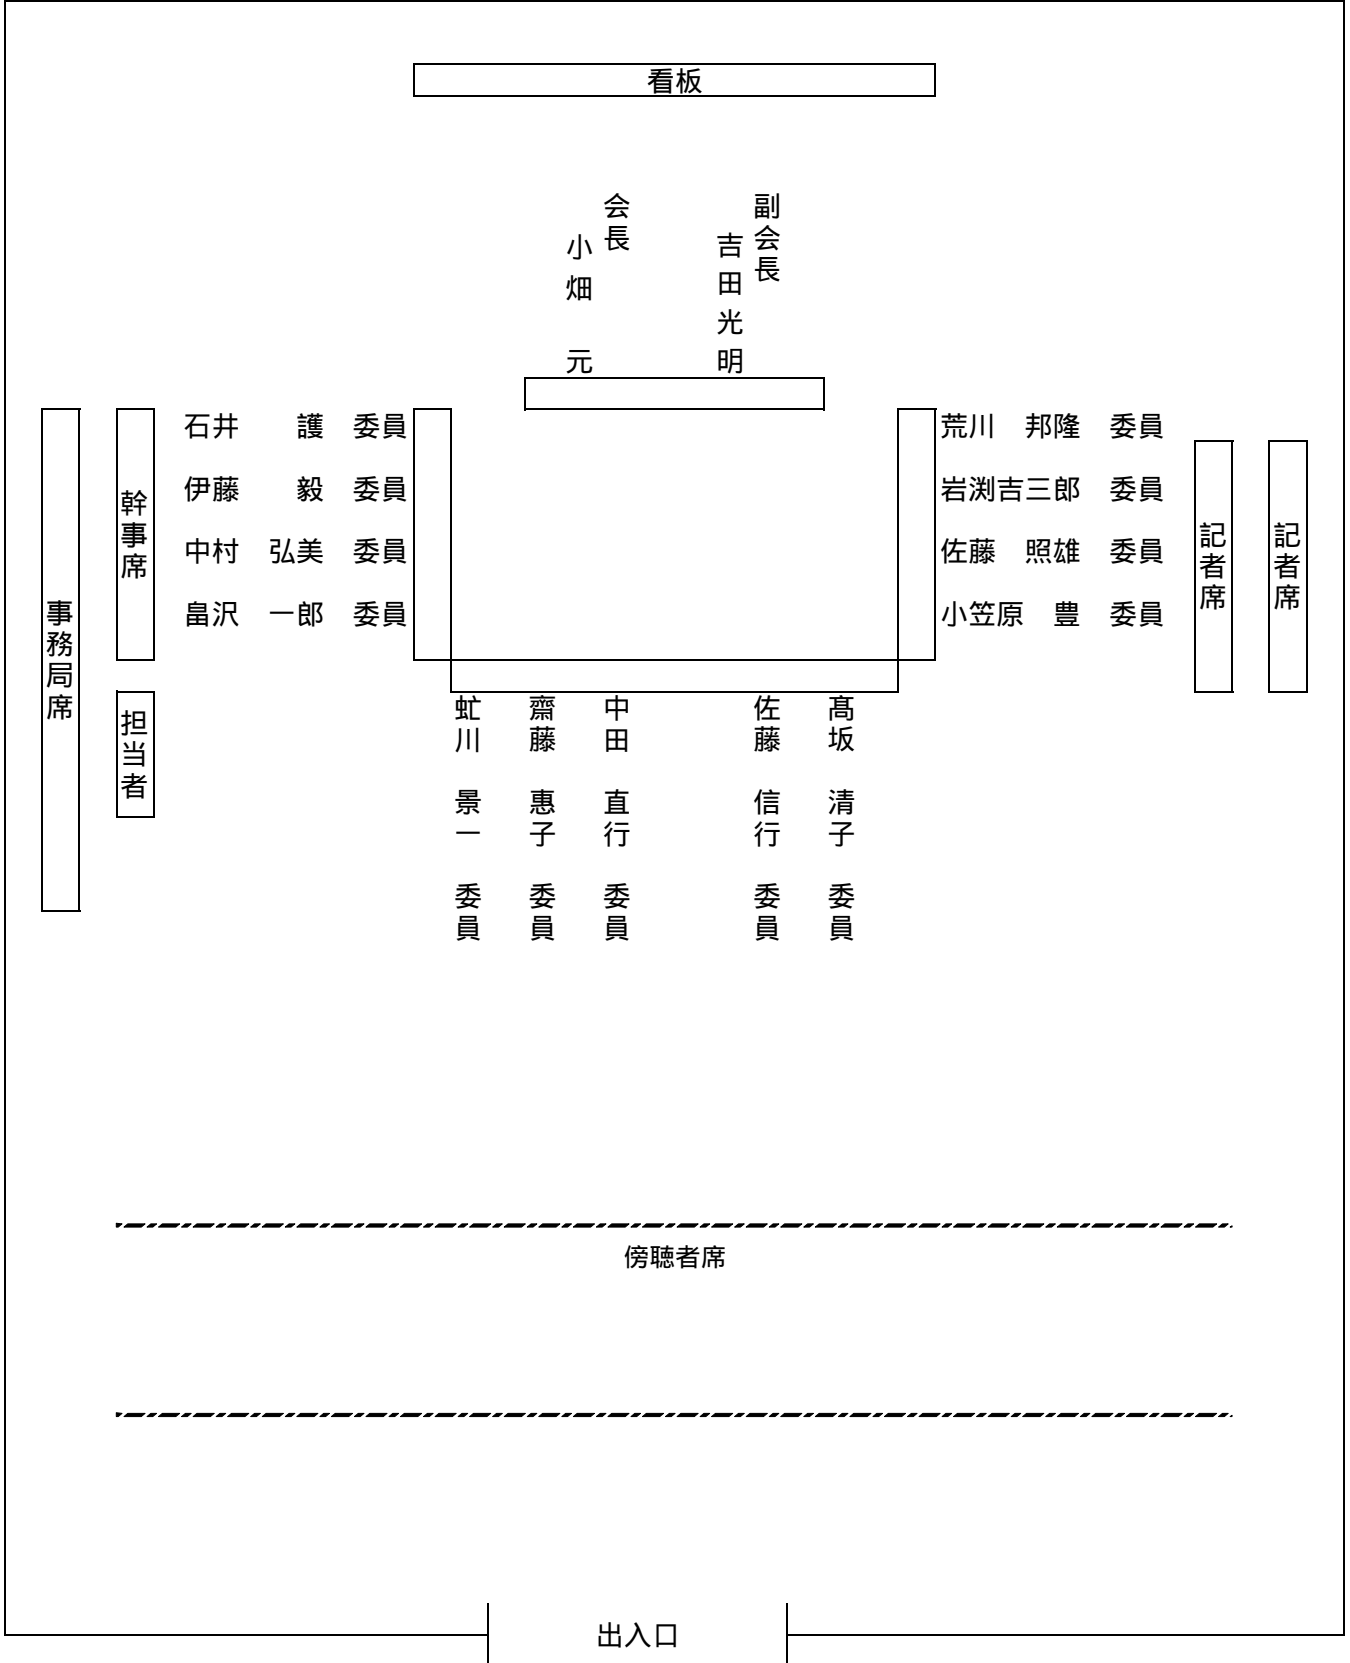 看板
副会長
吉田光明
会長
小畑　元
石井　　護　委員
伊藤　　毅　委員
中村　弘美　委員
畠沢　一郎　委員
荒川　邦隆　委員
岩渕吉三郎　委員
佐藤　照雄　委員
小笠原　豊　委員
事務局席
幹事席
担当者
記者席
記者席
虻川　景一　委員
齋藤　惠子　委員
中田　直行　委員
佐藤　信行　委員
髙坂　清子　委員
傍聴者席
出入口